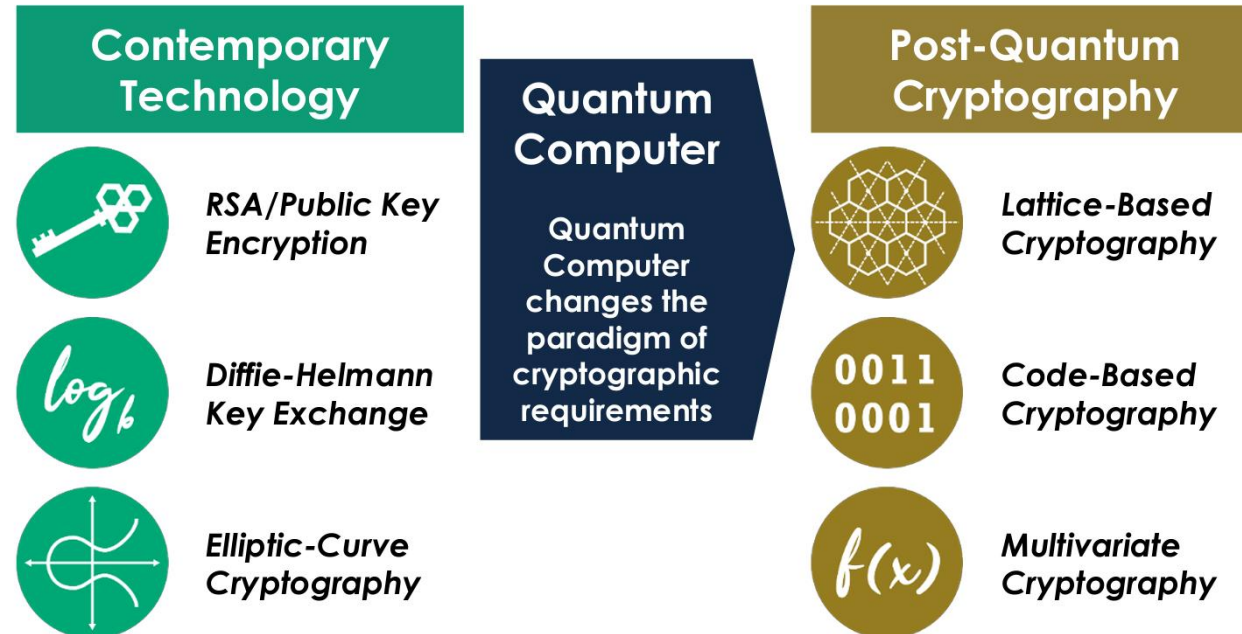 Contemporary
Technology
RSA/Public Key
Encryption
log b
Diffie-Helmann
Key Exchange
Elliptic-Curve
Cryptography
Quantum
Computer
Quantum
Computer
changes the
paradigm of
cryptographic
requirements
Post-Quantum
Cryptography
Lattice-Based
Cryptography
0011
0001
Code-Based
Cryptography
f(x)
Multivariate
Cryptography